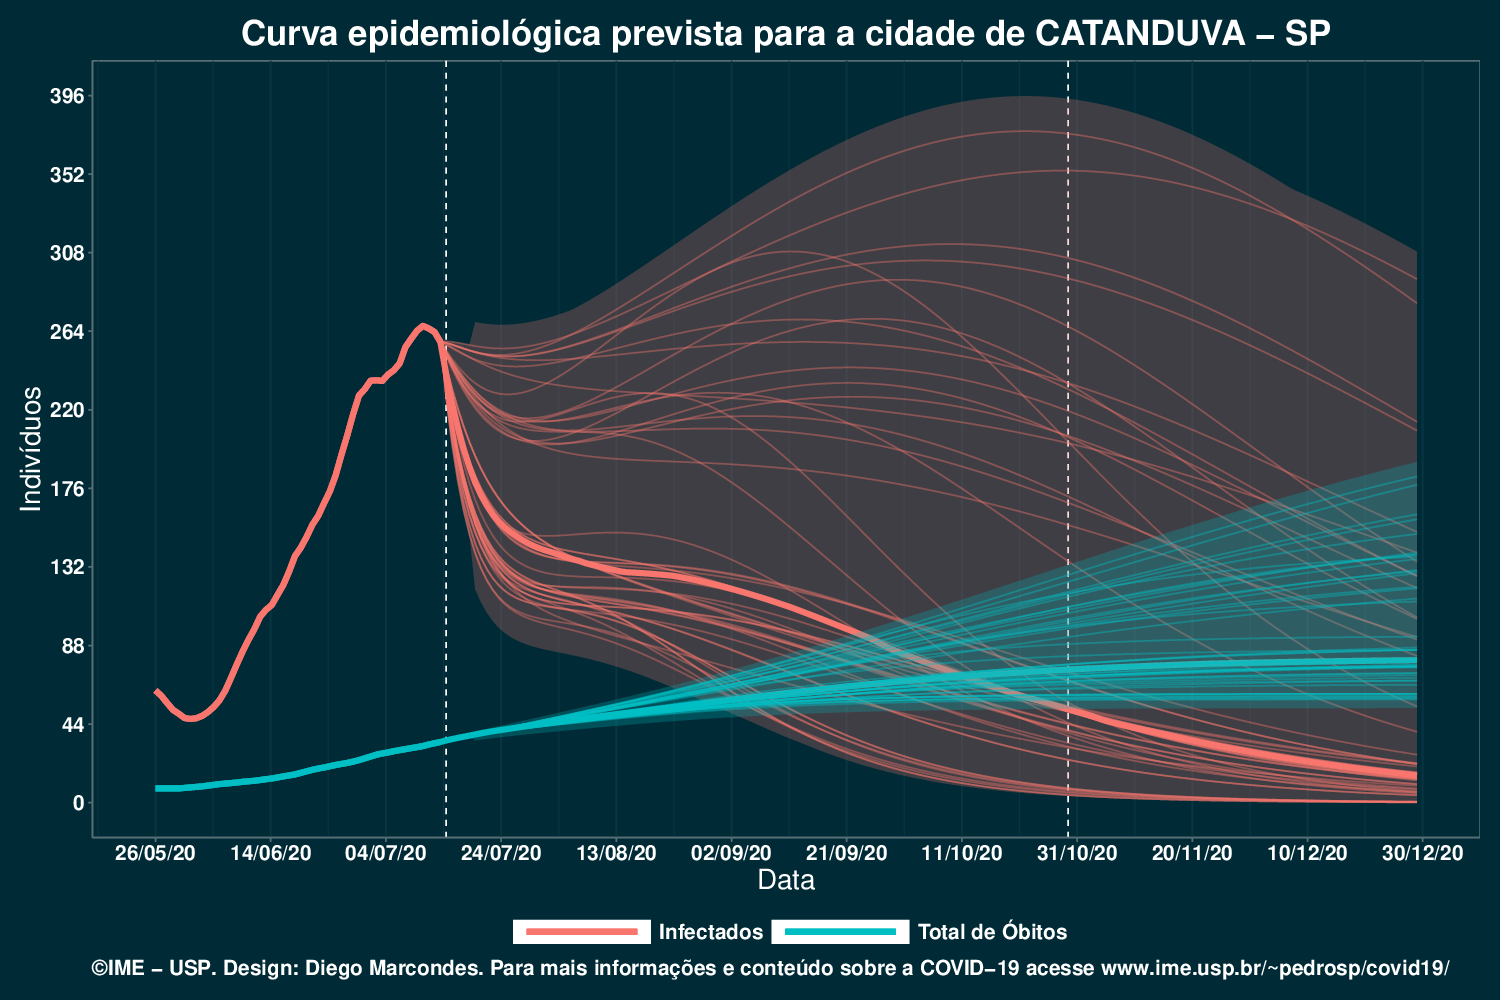 Curva epidemiológica prevista para a cidade de CATANDUVA – SP
Indivíduos
396
352
308
264
220
176
132
88
44
0
26/05/20 14/06/20 04/07/20 24/07/20 13/08/20 02/09/20 21/09/20 11/10/20 31/10/20 20/11/20 10/12/20 30/12/20
Data
Infectados Total de Óbitos
©IME – USP. Design: Diego Marcondes. Para mais informações e conteúdo sobre a COVID–19 acesse www.ime.usp.br/~pedrosp/covid19/